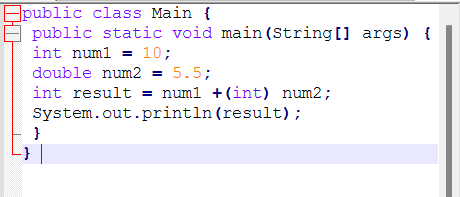 public class Main {
public static void main(String[] args) {
int num1 = 10;
double num2 = 5.5;
int result = num1 +(int) num2;
System.out.println(result);
}
}